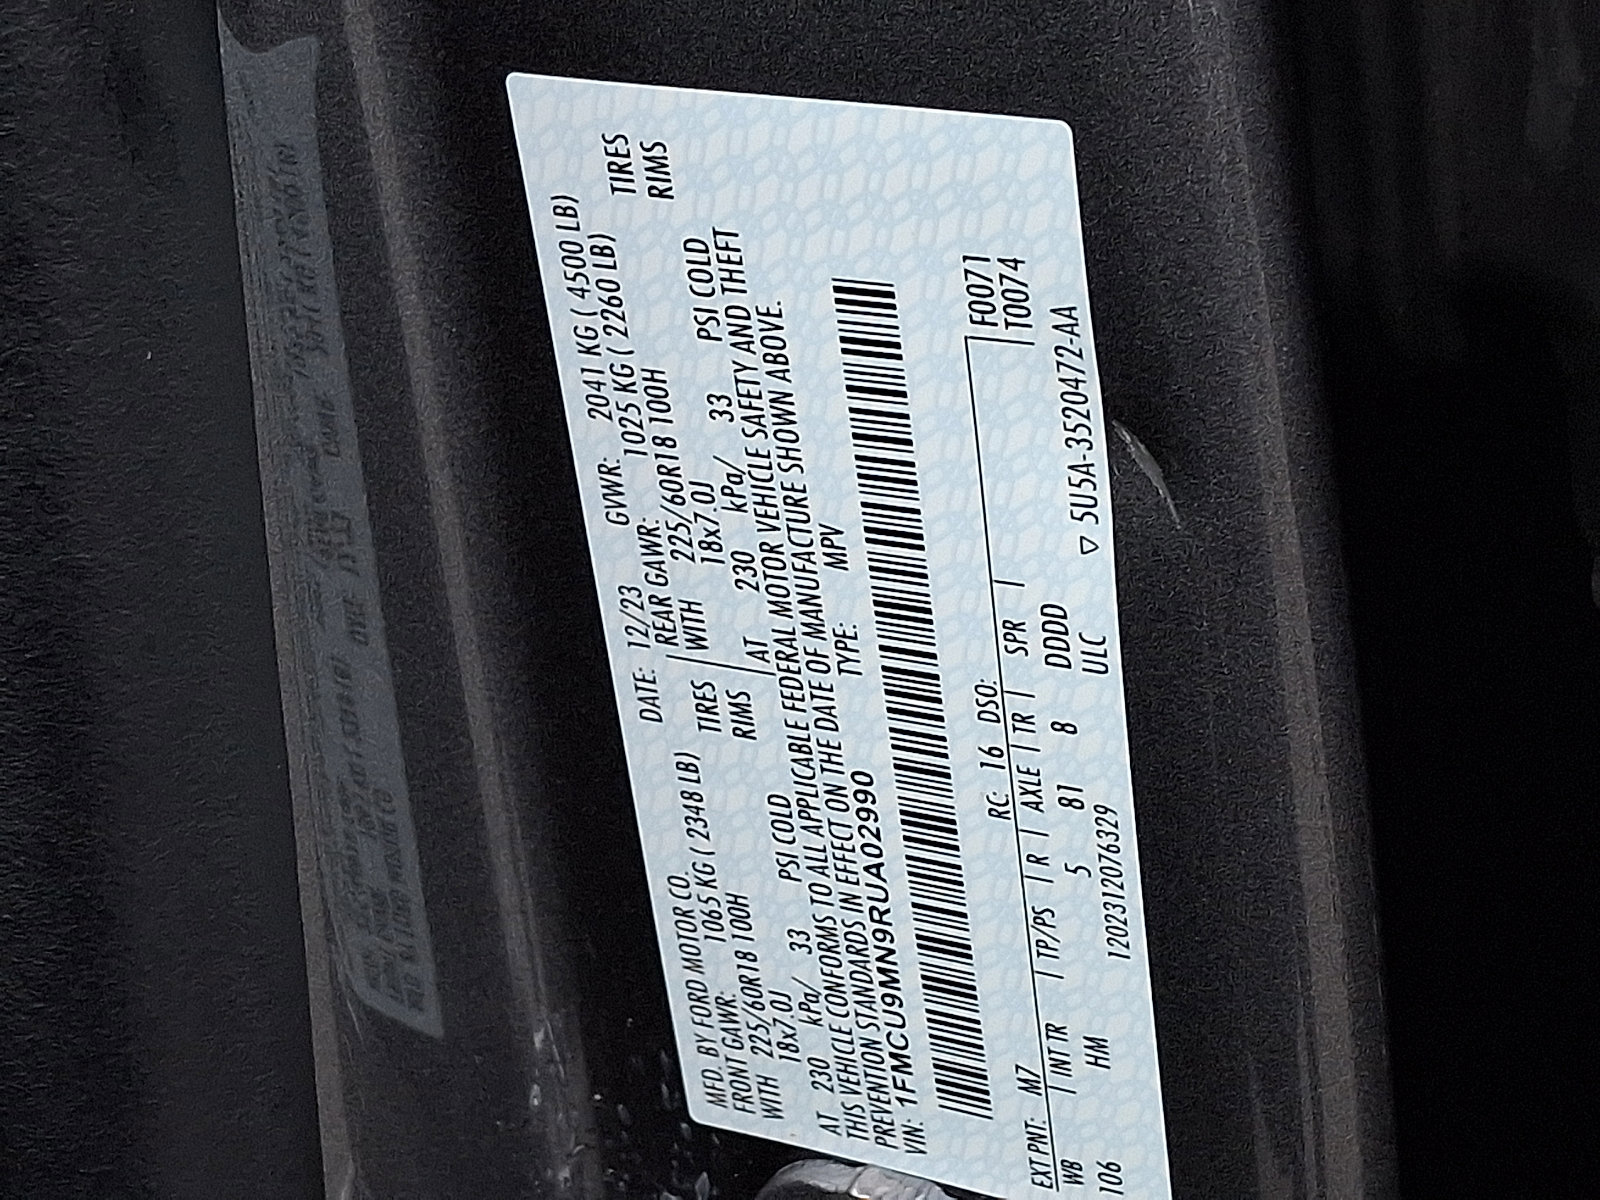 MFD. BY FORD MOTOR CO. DATE: 12/23 GVWR: 2041 KG ( 4500 LB)
FRONT GAWR: 1065 KG ( 2348 LB) REAR GAWR: 1025 KG ( 2260 LB)
WITH 225/60R18 100H TIRES WITH 225/60R18 100H TIRES
18x7.0J RIMS 18x7.0J RIMS
AT 230 kPa/ 33 PSI COLD AT 230 kPa/ 33 PSI COLD
THIS VEHICLE CONFORMS TO ALL APPLICABLE FEDERAL MOTOR VEHICLE SAFETY AND THEFT
PREVENTION STANDARDS IN EFFECT ON THE DATE OF MANUFACTURE SHOWN ABOVE.
VIN: 1FMCU9MN9RUA02990 TYPE: MPV
EXT PNT: M7 RC: 16 DSO: F0071
WB | INT TR | TP/PS | R | AXLE | TR | SPR | T0074
106 HM 5 81 8 DDDD
1202312076329 ULC ▽ 5U5A-3520472-AA